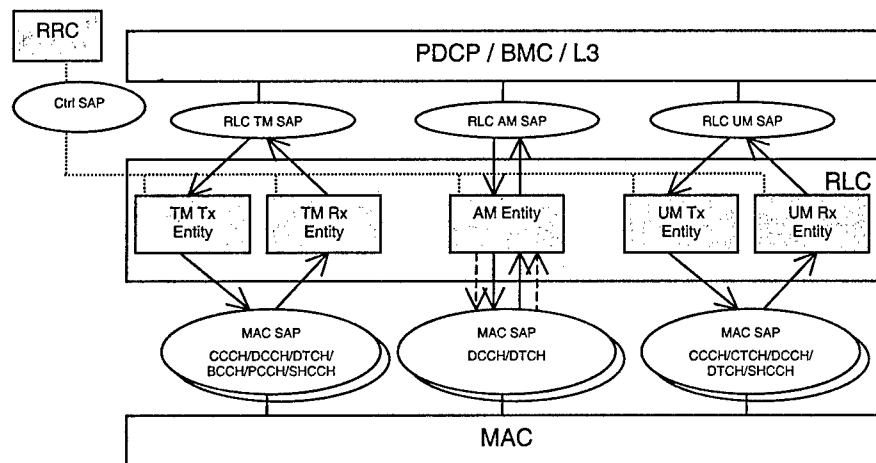 RRC
PDCP / BMC / L3
Ctrl SAP
RLC TM SAP
RLC AM SAP
RLC UM SAP
RLC
TM Tx
Entity
TM Rx
Entity
AM Entity
UM Tx
Entity
UM Rx
Entity
MAC SAP
CCCH/DCCH/DTCH/
BCCH/PCCH/SHCCH
MAC SAP
DCCH/DTCH
MAC SAP
CCCH/CTCH/DCCH/
DTCH/SHCCH
MAC